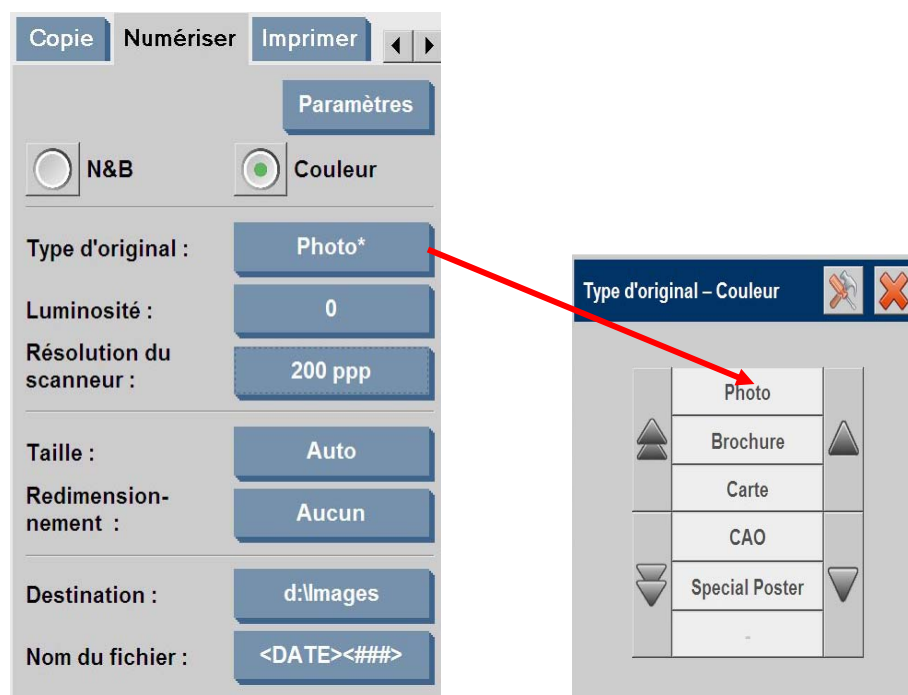 Copie Numériser Imprimer
Paramètres
N&B Couleur
Type d'original : Photo*
Luminosité : 0
Résolution du
scanneur : 200 ppp
Taille : Auto
Redimension-
nement : Aucun
Destination : d:\Images
Nom du fichier : <DATE><###>
Type d'original – Couleur
Photo
Brochure
Carte
CAO
Special Poster
-